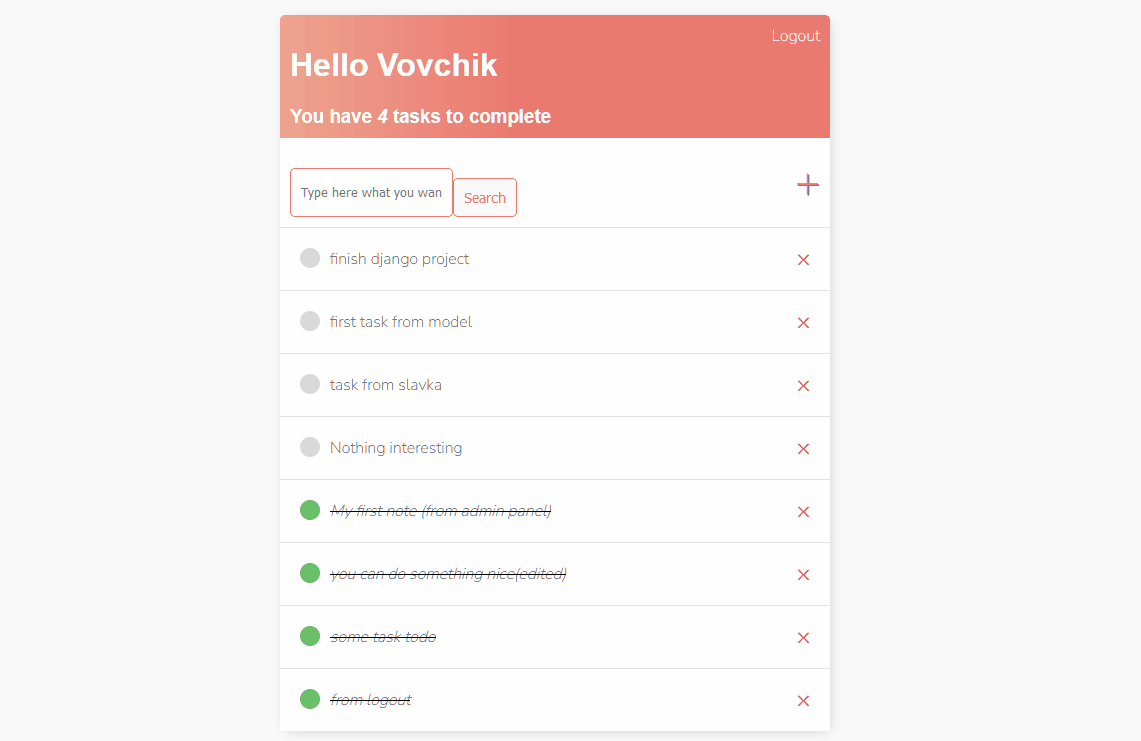 Logout
Hello Vovchik
You have 4 tasks to complete
Type here what you wan
Search
finish django project
first task from model
task from slavka
Nothing interesting
My first note (from admin panel)
you can do something nice(edited)
some task todo
from logout